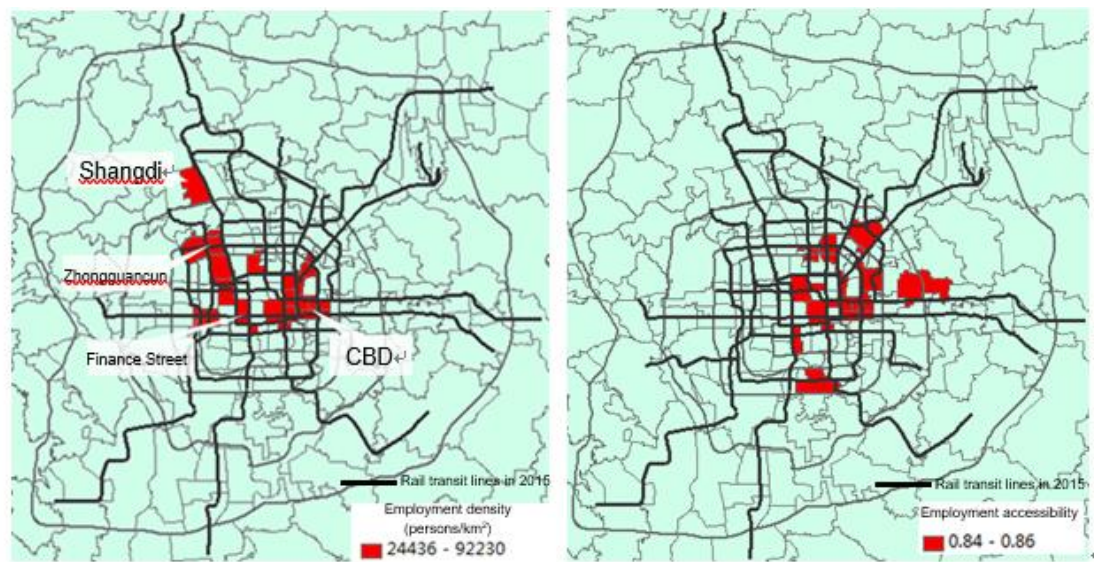 Shangdi
Zhongguancun
Finance Street
CBD
Rail transit lines in 2015
Employment density
(persons/km²)
24436 - 92230
Rail transit lines in 2015
Employment accessibility
0.84 - 0.86